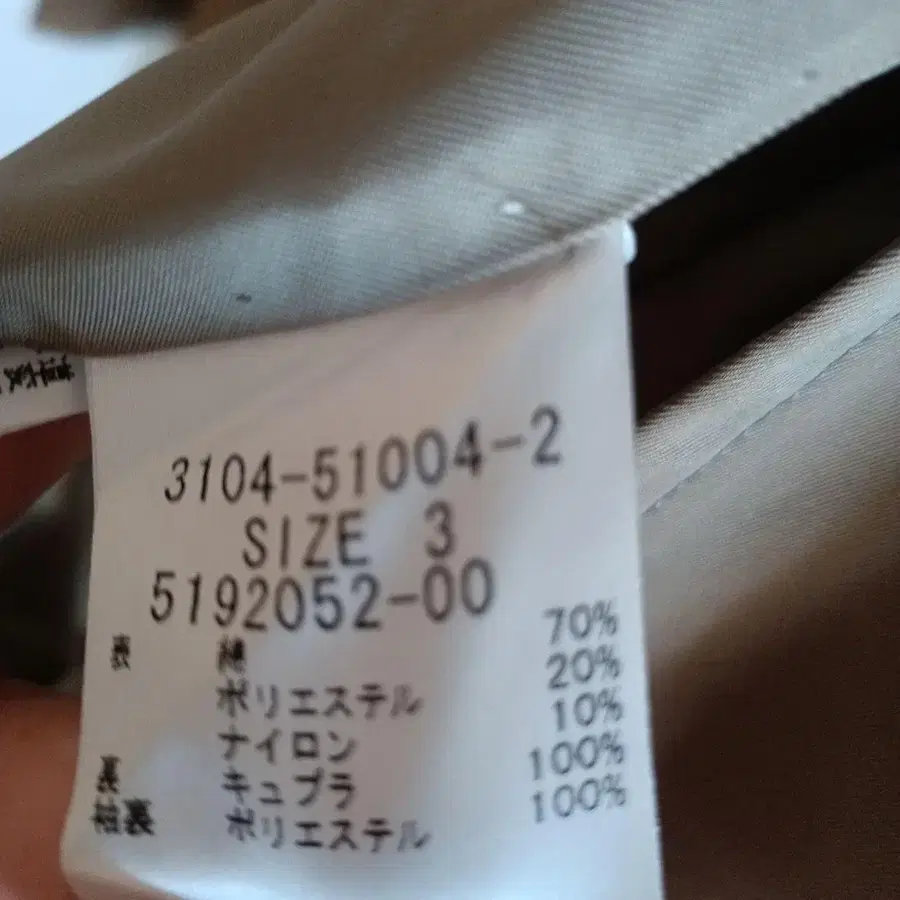 3104-51004-2
SIZE 3
5192052-00
表 綿 70%
ポリエステル 20%
ナイロン 10%
裏 キュプラ 100%
袖裏 ポリエステル 100%